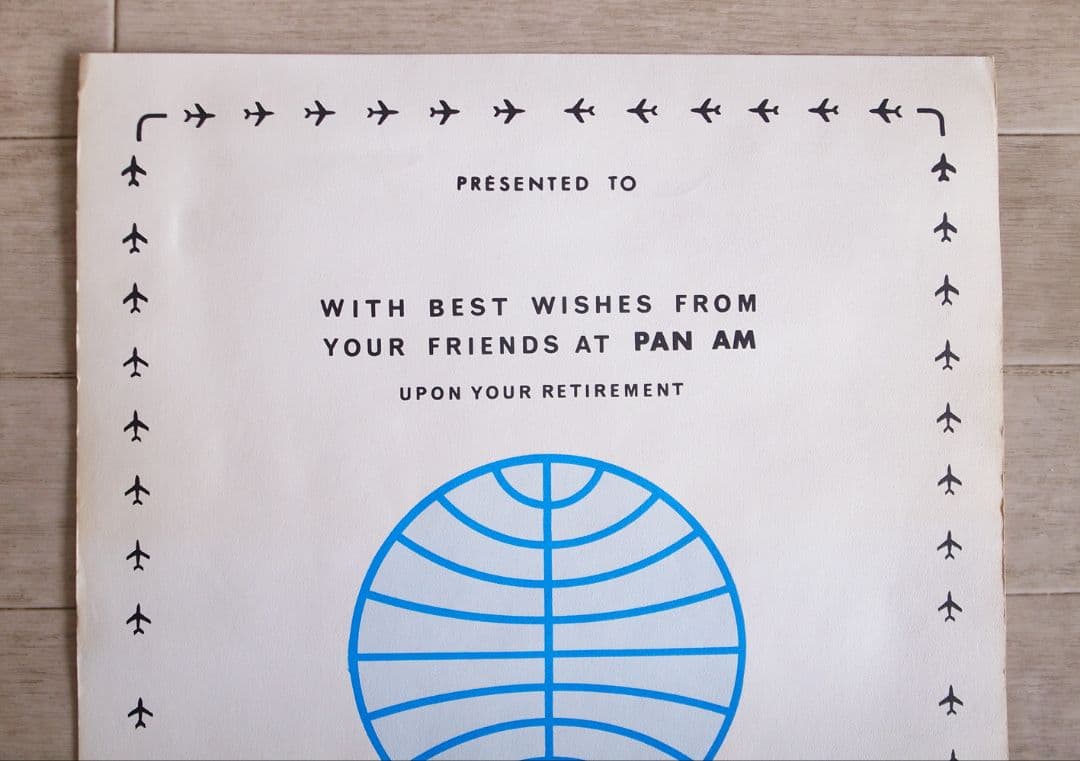 PRESENTED TO
WITH BEST WISHES FROM
YOUR FRIENDS AT PAN AM
UPON YOUR RETIREMENT